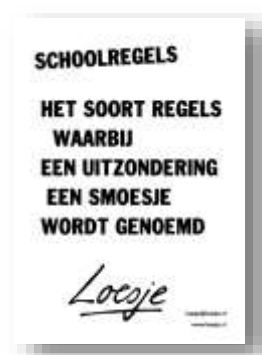 SCHOOLREGELS
HET SOORT REGELS
WAARBIJ
EEN UITZONDERING
EEN SMOESJE
WORDT GENOEMD
Loesje